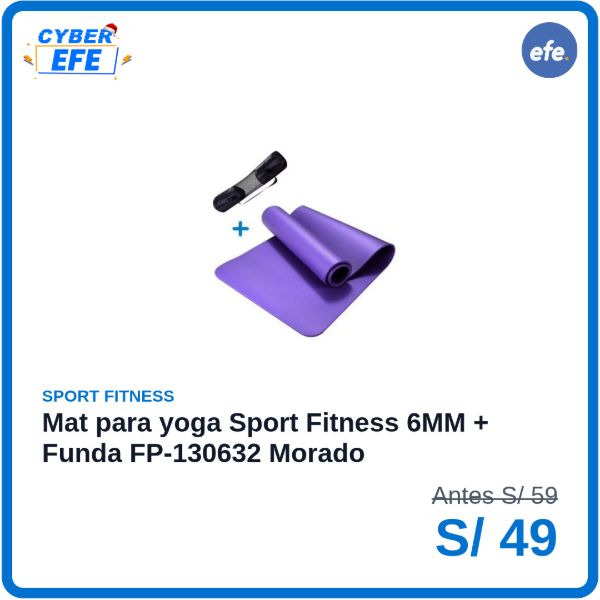 CYBER
EFE
efe.
+
SPORT FITNESS
Mat para yoga Sport Fitness 6MM +
Funda FP-130632 Morado
Antes S/ 59
S/ 49